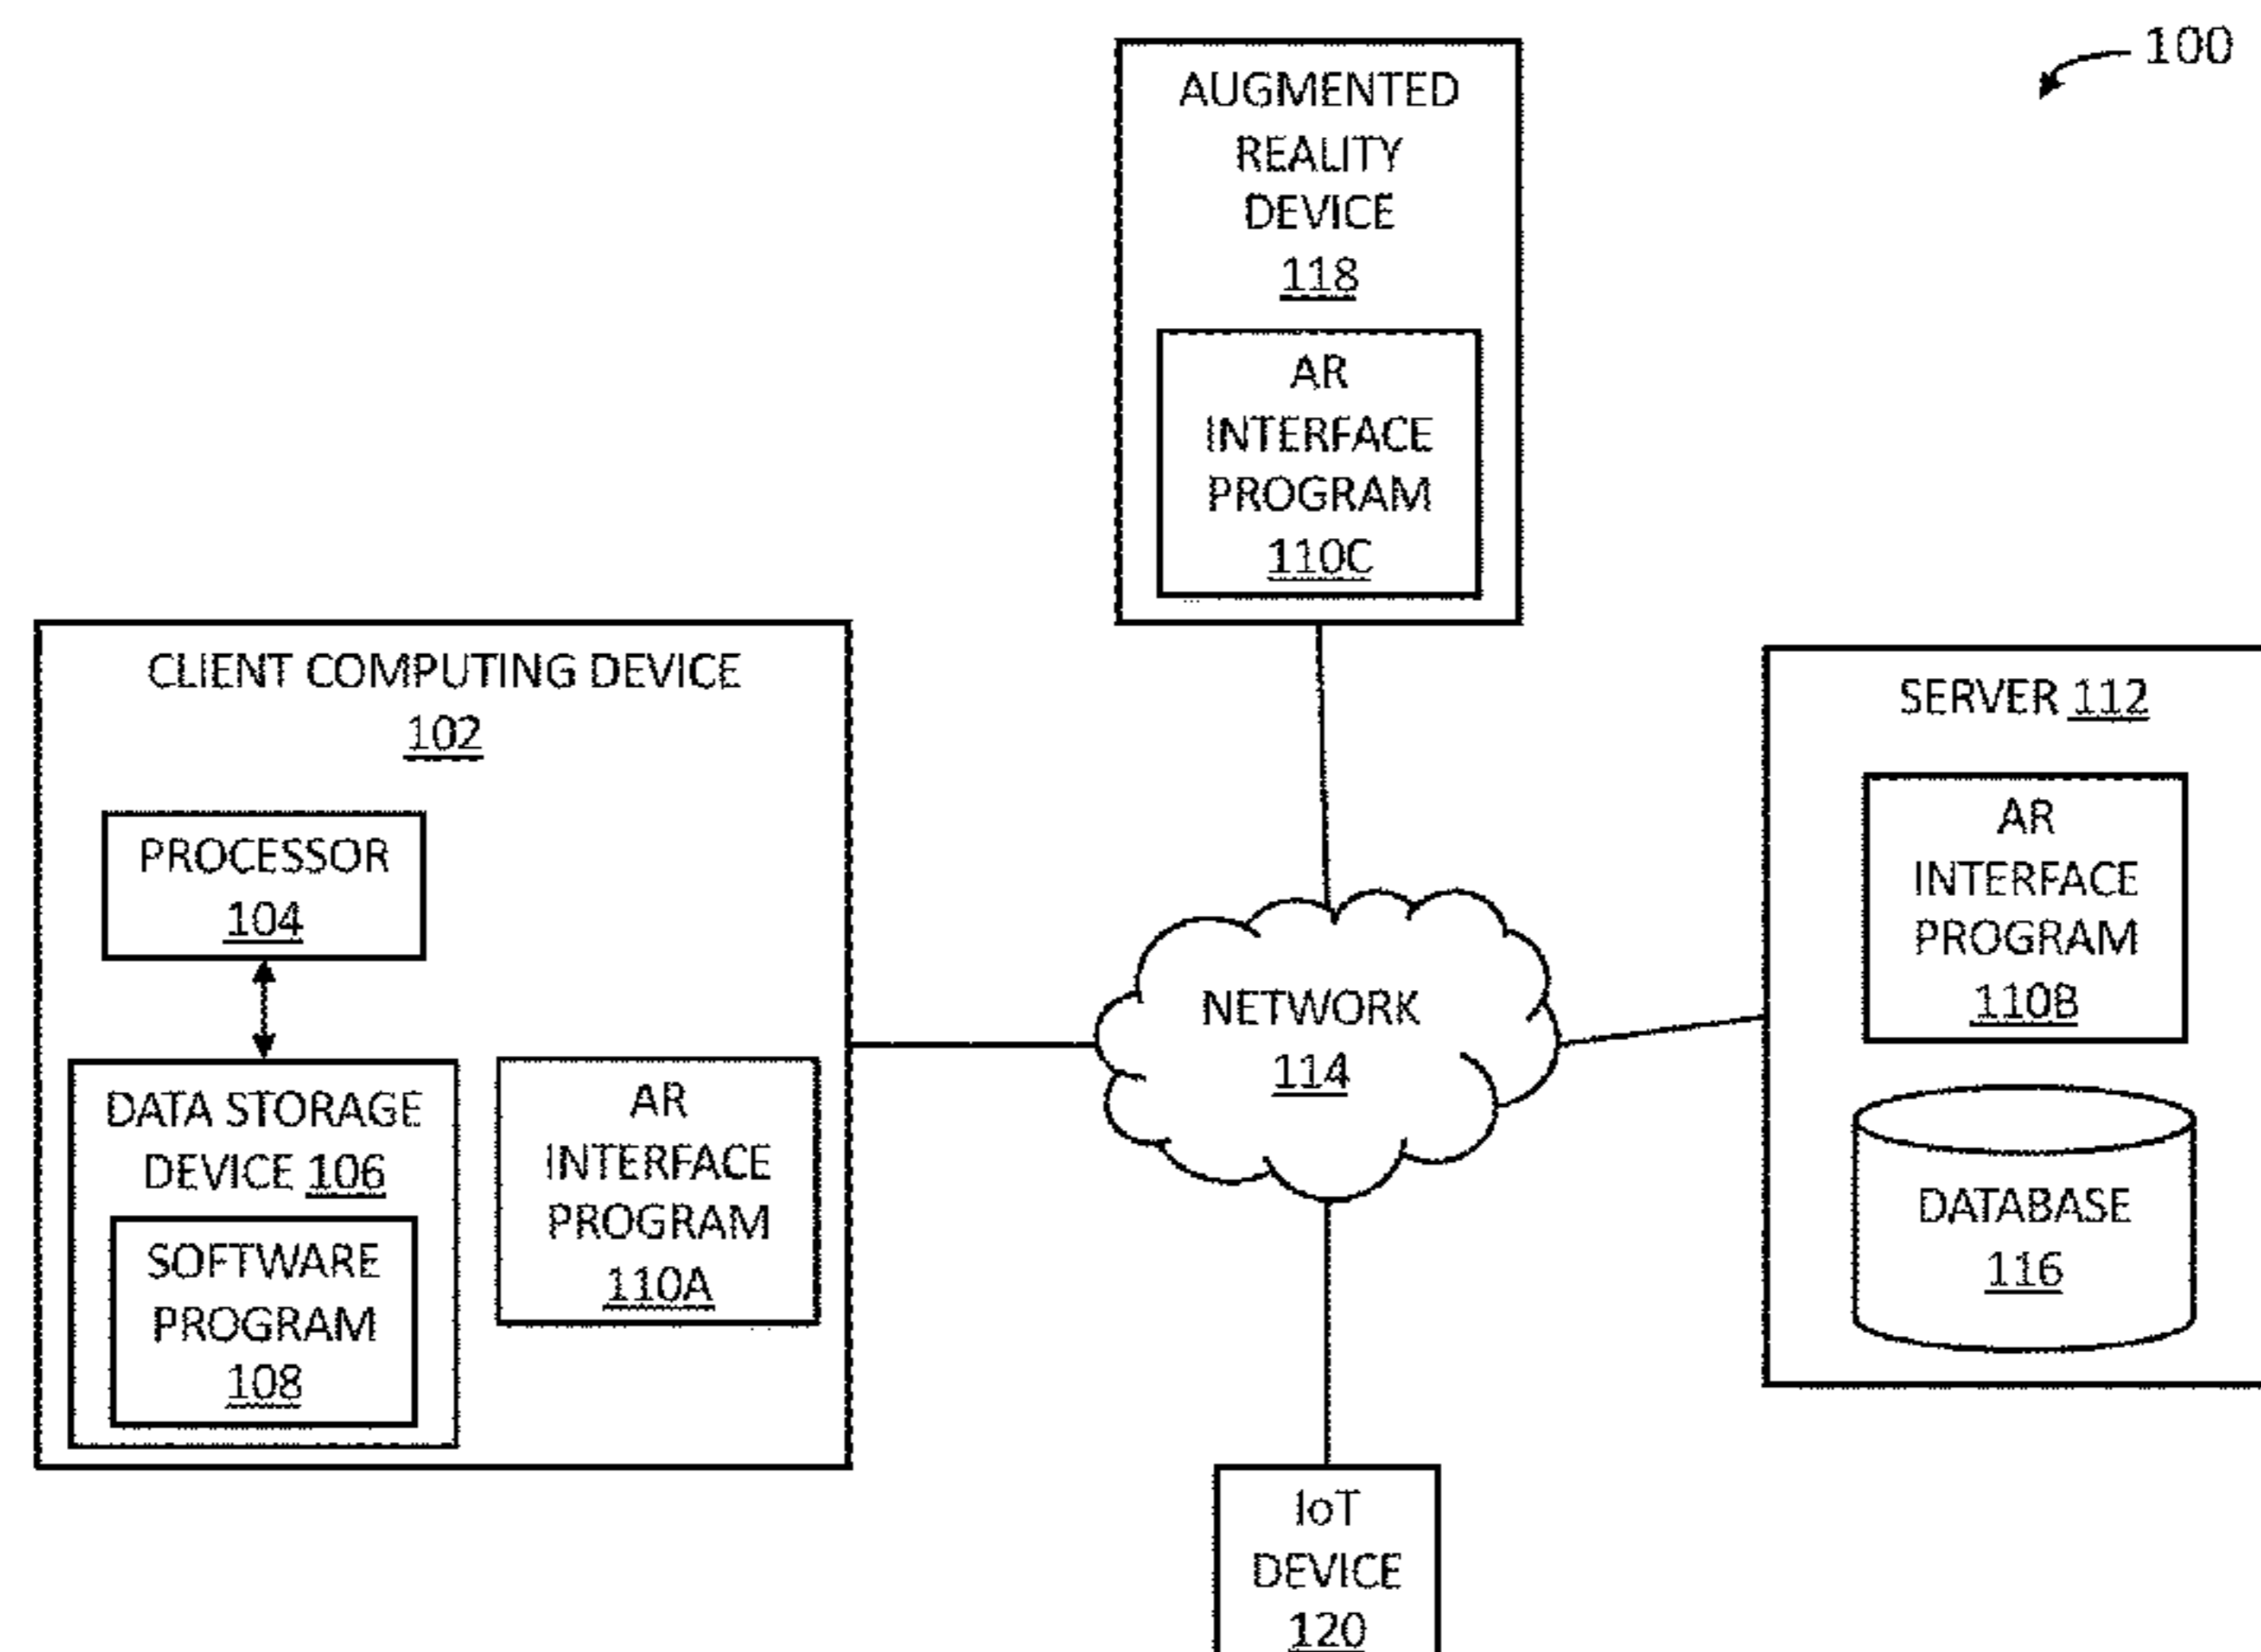 100
AUGMENTED
REALITY
DEVICE
118
AR
INTERFACE
PROGRAM
110C
CLIENT COMPUTING DEVICE
102
PROCESSOR
104
DATA STORAGE
DEVICE 106
SOFTWARE
PROGRAM
108
AR
INTERFACE
PROGRAM
110A
NETWORK
114
SERVER 112
AR
INTERFACE
PROGRAM
110B
DATABASE
116
IoT
DEVICE
120